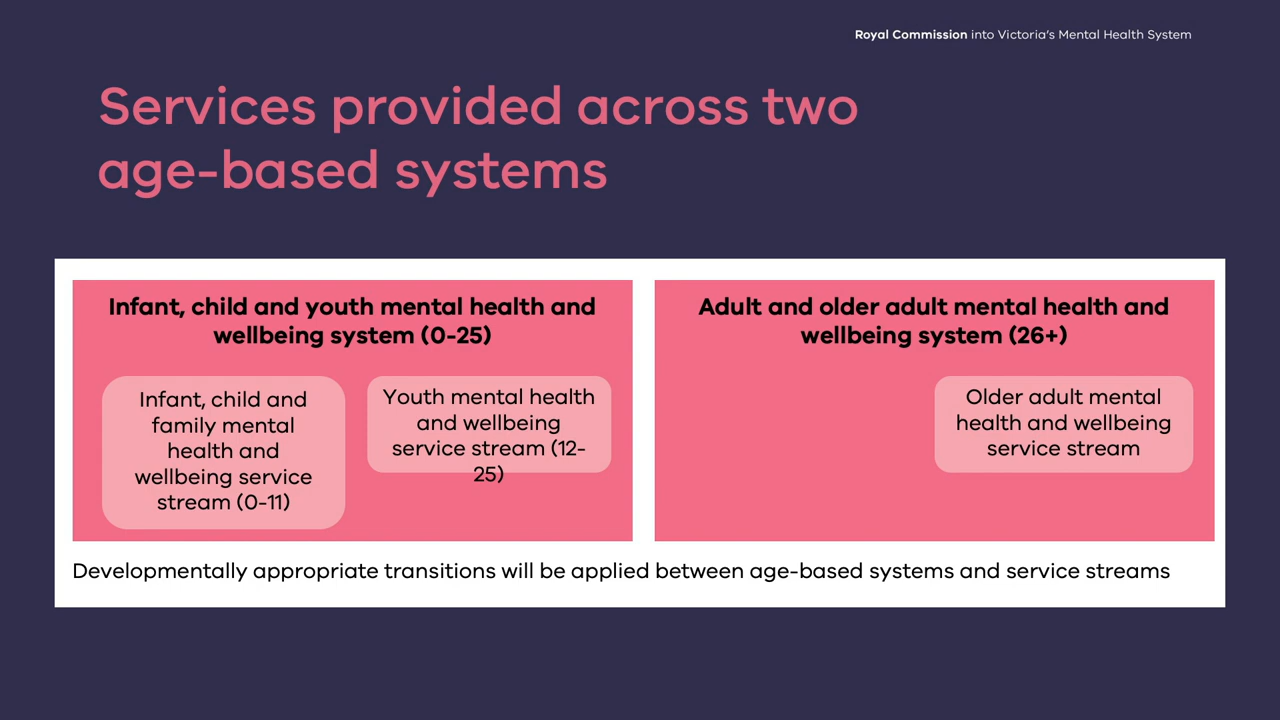 Royal Commission into Victoria's Mental Health System
Services provided across two
age-based systems
Infant, child and youth mental health and
wellbeing system (0-25)
Infant, child and
family mental
health and
wellbeing service
stream (0-11)
Youth mental health
and wellbeing
service stream (12-
25)
Adult and older adult mental health and
wellbeing system (26+)
Older adult mental
health and wellbeing
service stream
Developmentally appropriate transitions will be applied between age-based systems and service streams